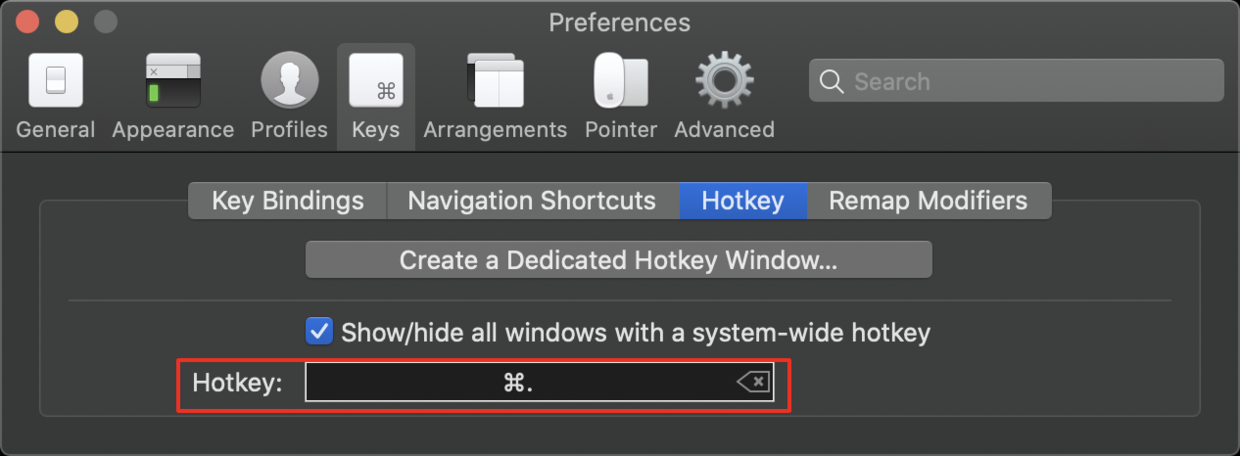 Preferences
General Appearance Profiles Keys Arrangements Pointer Advanced Search
Key Bindings Navigation Shortcuts Hotkey Remap Modifiers
Create a Dedicated Hotkey Window...
Show/hide all windows with a system-wide hotkey
Hotkey: ⌘.